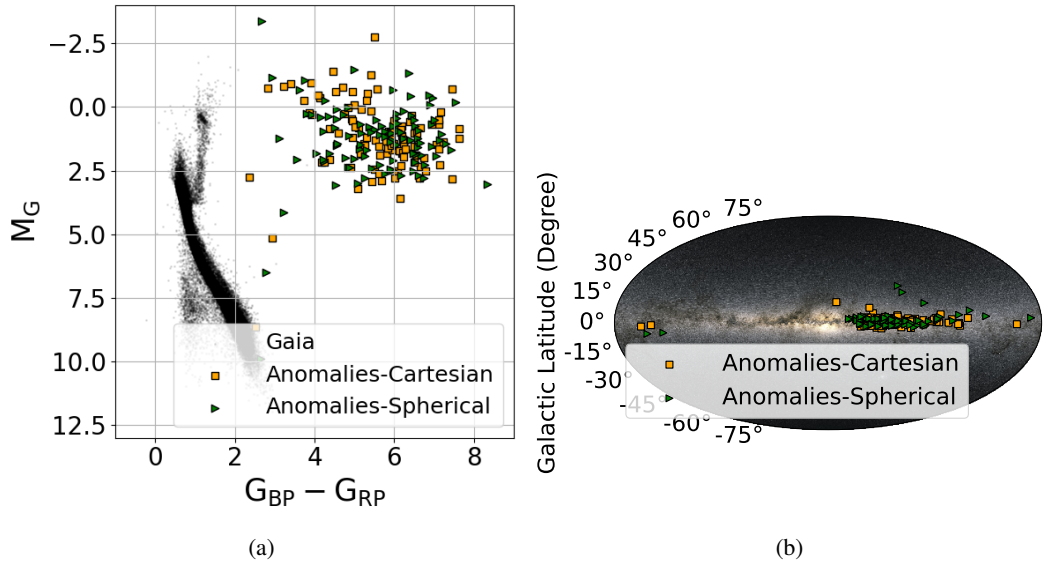 −2.5
0.0
2.5
5.0
7.5
10.0
12.5
M_G
0 2 4 6 8
G_BP − G_RP
Gaia
Anomalies-Cartesian
Anomalies-Spherical
(a)
Galactic Latitude (Degree)
75°
60°
45°
30°
15°
0°
-15°
-30°
-45°
-60°
-75°
Anomalies-Cartesian
Anomalies-Spherical
(b)